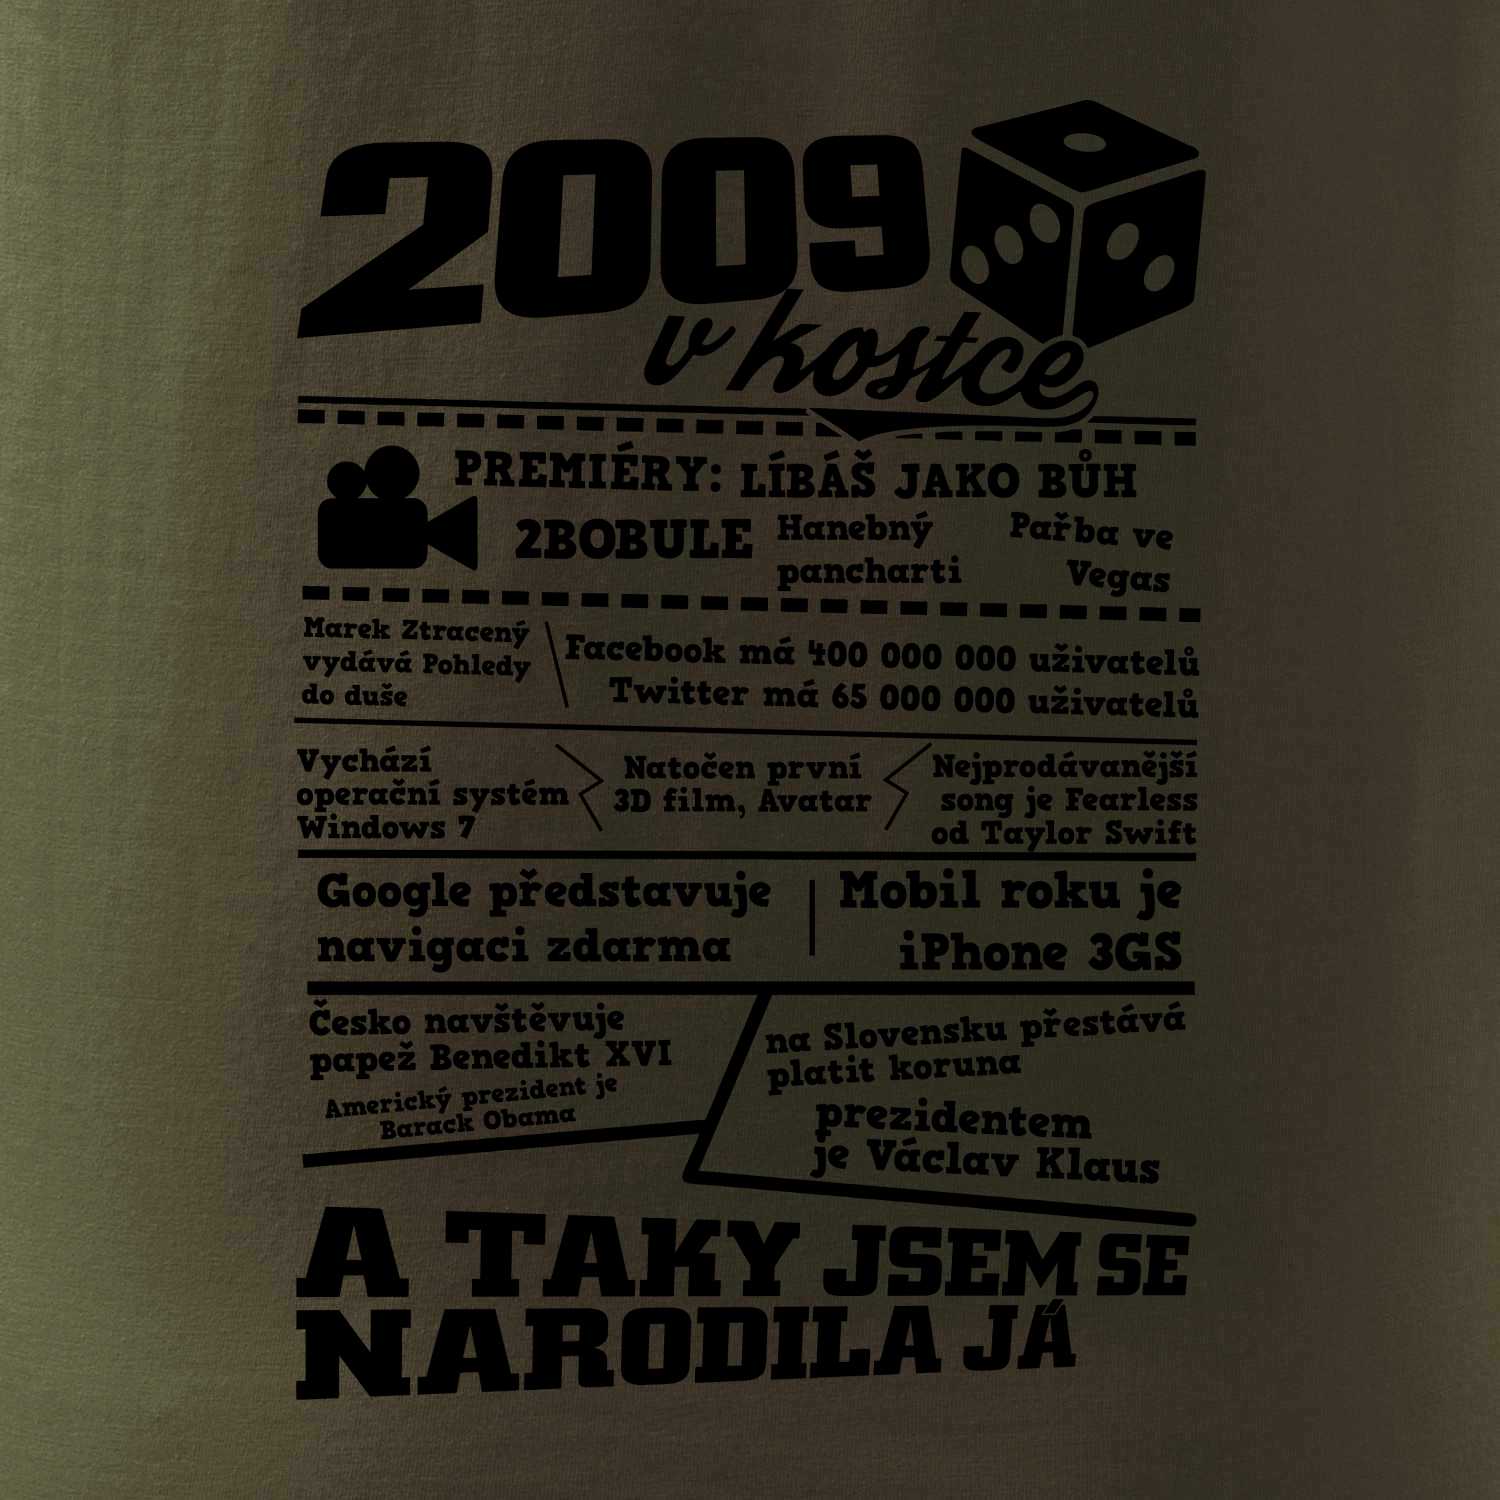 2009
v kostce
PREMIÉRY: LÍBÁŠ JAKO BŮH
2BOBULE
Hanebný
pancharti
Pařba ve
Vegas
Marek Ztracený
vydává Pohledy
do duše
Facebook má 400 000 000 uživatelů
Twitter má 65 000 000 uživatelů
Vychází
operační systém
Windows 7
Natočen první
3D film, Avatar
Nejprodávanější
song je Fearless
od Taylor Swift
Google představuje
navigaci zdarma
Mobil roku je
iPhone 3GS
Česko navštěvuje
papež Benedikt XVI
Americký prezident je
Barack Obama
na Slovensku přestává
platit koruna
prezidentem
je Václav Klaus
A TAKY JSEM SE
NARODILA JÁ